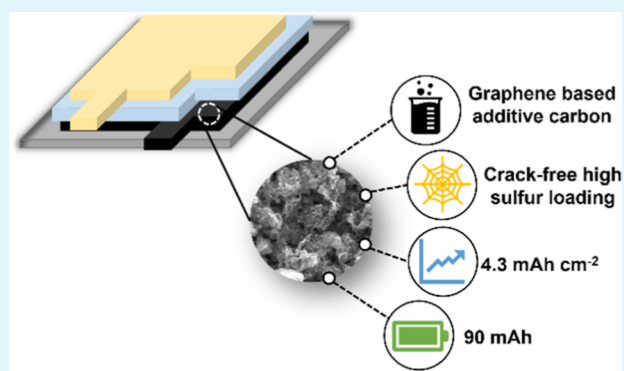 Graphene based
additive carbon
Crack-free high
sulfur loading
4.3 mAh cm⁻²
90 mAh